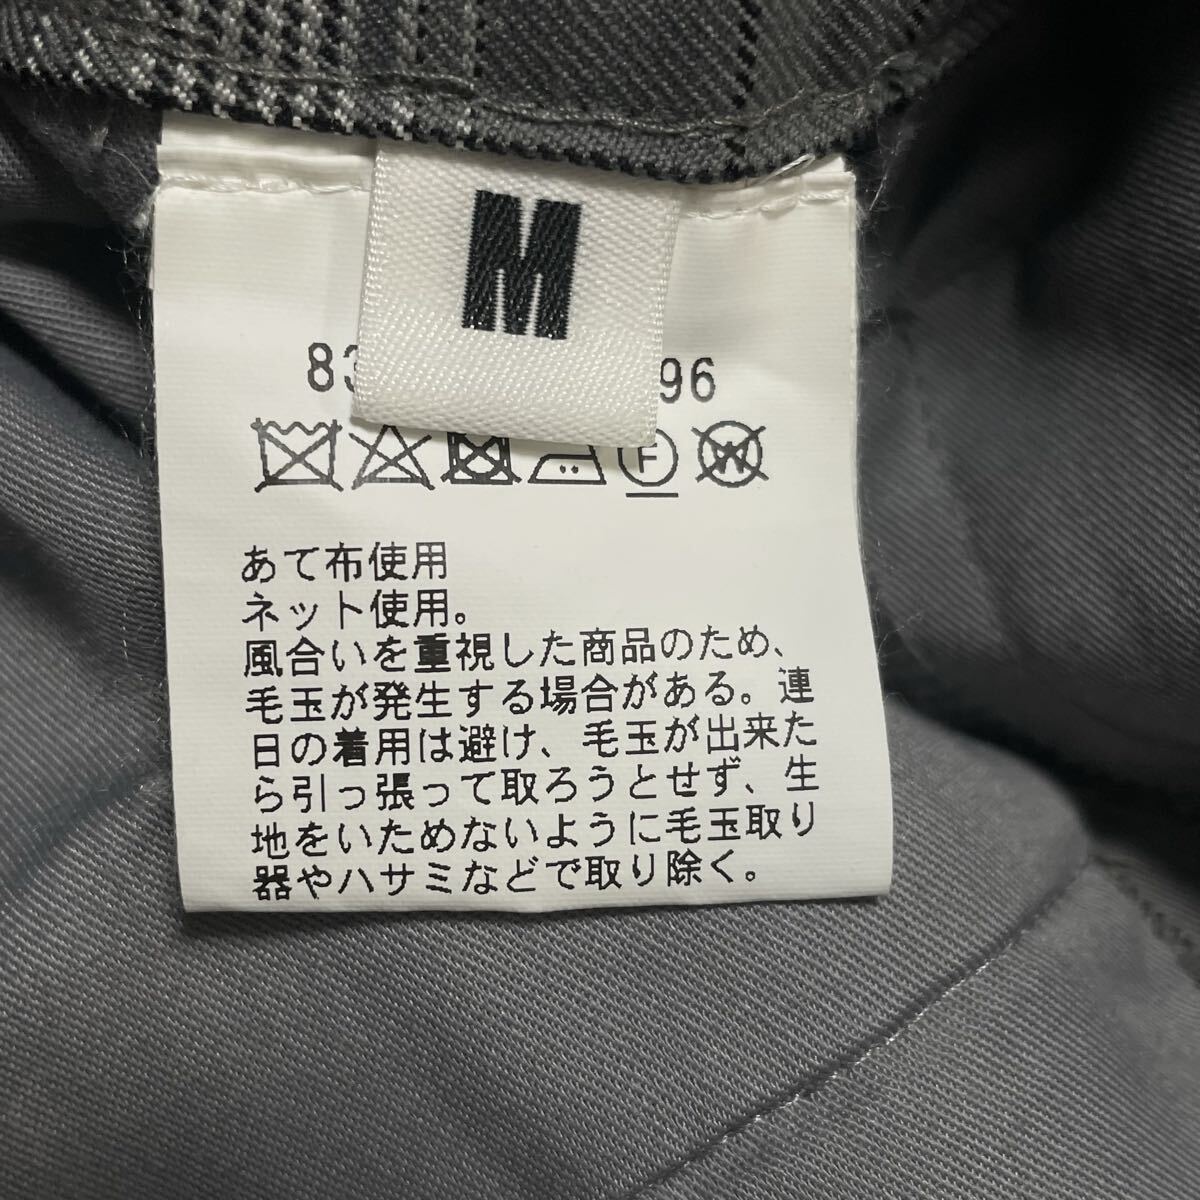 M
83 96
F
W
あて布使用
ネット使用。
風合いを重視した商品のため、
毛玉が発生する場合がある。連
日の着用は避け、毛玉が出来た
ら引っ張って取ろうとせず、生
地をいためないように毛玉取り
器やハサミなどで取り除く。